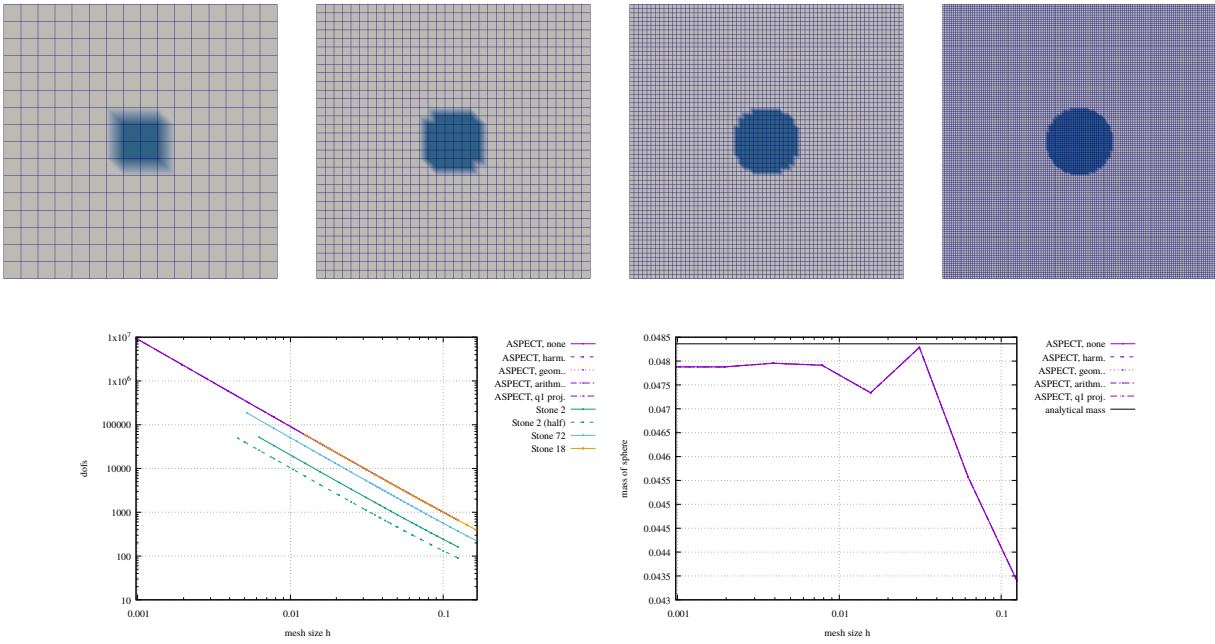 1x10^7
1x10^6
100000
10000
1000
100
10
0.001
0.01
0.1
dofs
mesh size h
ASPECT, none
ASPECT, harm.
ASPECT, geom..
ASPECT, arithm..
ASPECT, q1 proj.
Stone 2
Stone 2 (half)
Stone 72
Stone 18
0.0485
0.048
0.0475
0.047
0.0465
0.046
0.0455
0.045
0.0445
0.044
0.0435
0.043
0.001
0.01
0.1
mass of sphere
mesh size h
ASPECT, none
ASPECT, harm.
ASPECT, geom..
ASPECT, arithm..
ASPECT, q1 proj.
analytical mass